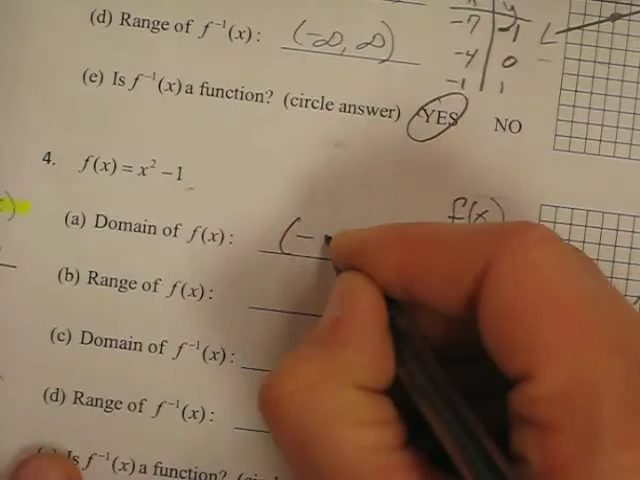 (d) Range of f⁻¹(x): (-∞, ∞)
y
-7 -1
-4 0
-1 1
(e) Is f⁻¹(x) a function? (circle answer) YES NO
4. f(x) = x² - 1
(a) Domain of f(x): (-
f(x)
(b) Range of f(x):
(c) Domain of f⁻¹(x):
(d) Range of f⁻¹(x):
Is f⁻¹(x) a function?